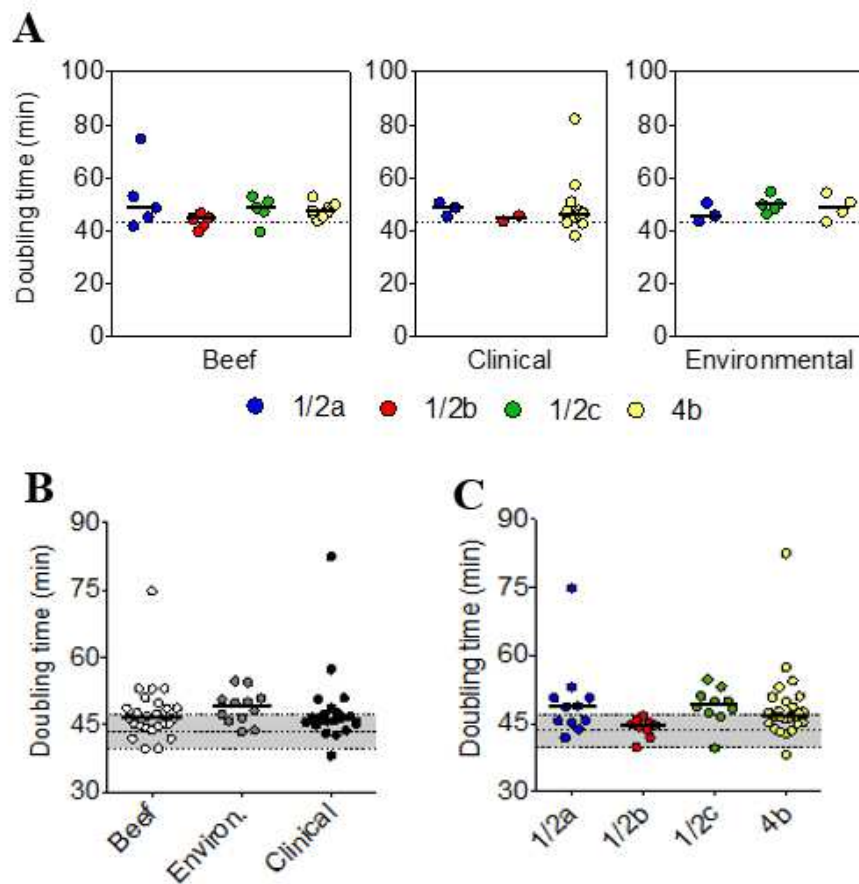 A
Doubling time (min)
100
80
60
40
20
0
Beef
100
80
60
40
20
0
Clinical
100
80
60
40
20
0
Environmental
1/2a 1/2b 1/2c 4b
B
Doubling time (min)
90
75
60
45
30
Beef
Environ.
Clinical
C
Doubling time (min)
90
75
60
45
30
1/2a
1/2b
1/2c
4b